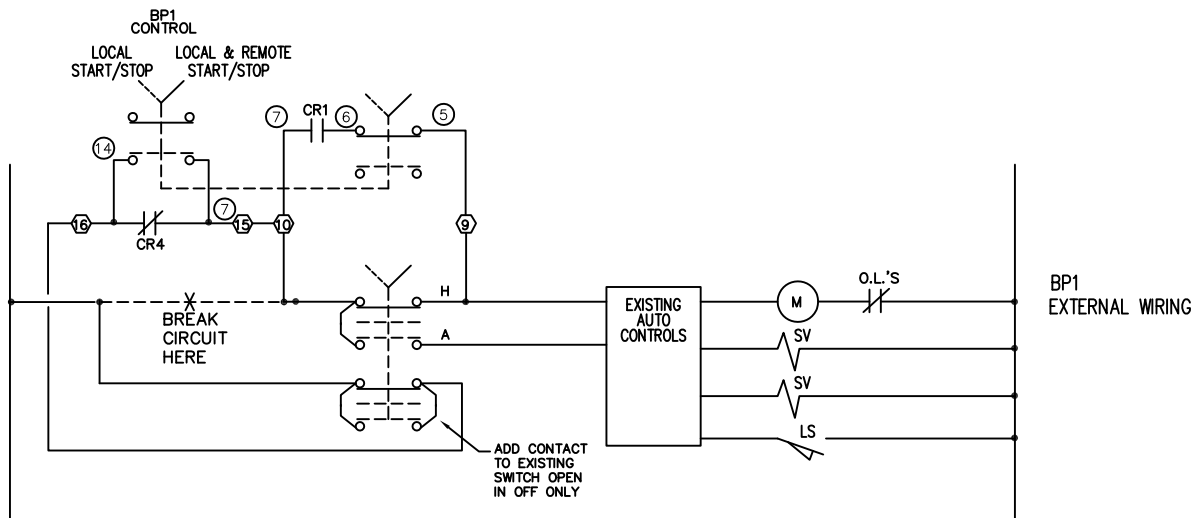 BP1
CONTROL
LOCAL
START/STOP
LOCAL & REMOTE
START/STOP
7
CR1
6
5
14
7
16
CR4
15
10
9
H
A
BREAK
CIRCUIT
HERE
EXISTING
AUTO
CONTROLS
M
O.L.'S
SV
SV
LS
BP1
EXTERNAL WIRING
ADD CONTACT
TO EXISTING
SWITCH OPEN
IN OFF ONLY